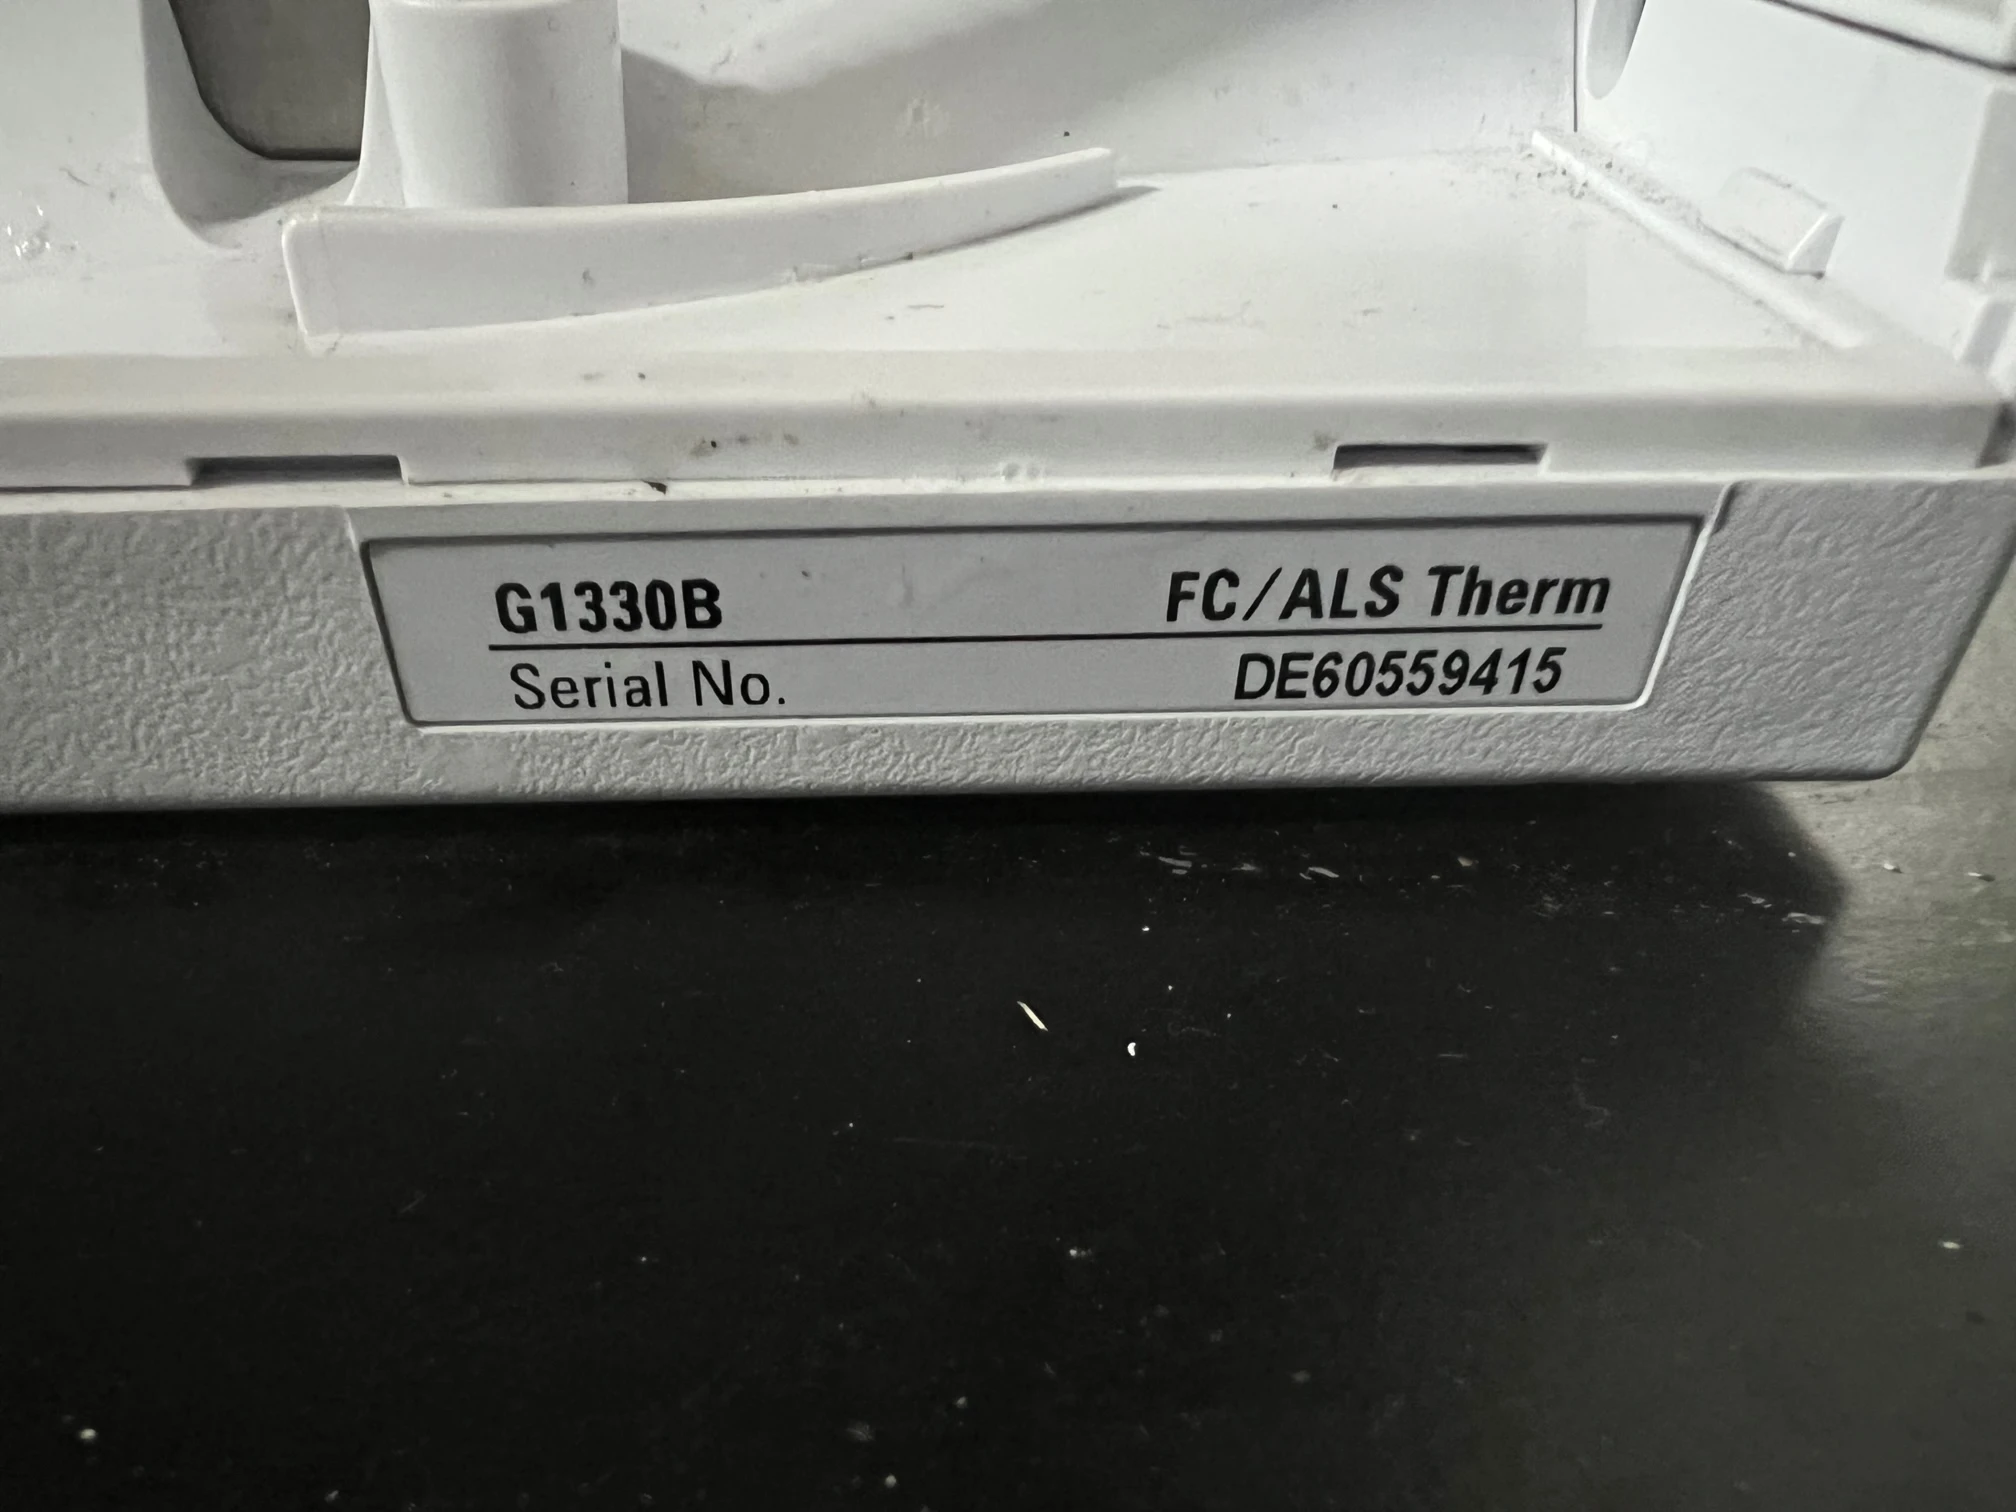 G1330B FC/ALS Therm
Serial No. DE60559415